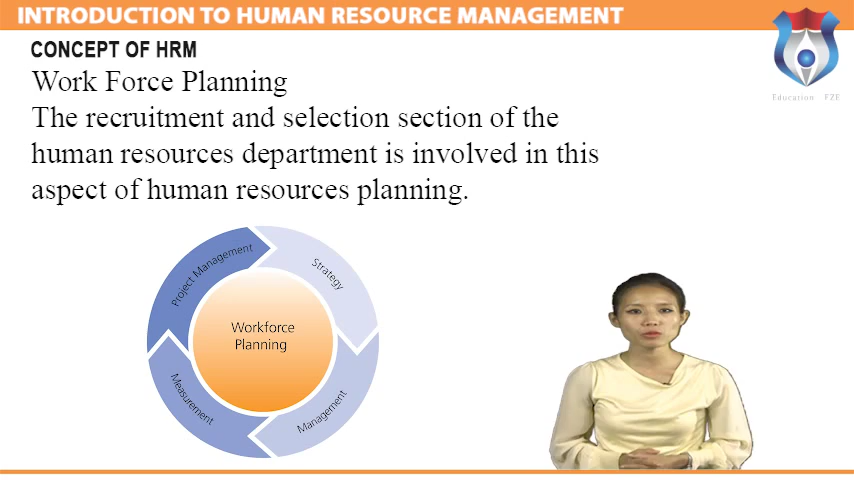 INTRODUCTION TO HUMAN RESOURCE MANAGEMENT
CONCEPT OF HRM
Education FZE
Work Force Planning
The recruitment and selection section of the
human resources department is involved in this
aspect of human resources planning.
Project Management
Strategy
Workforce
Planning
Measurement
Management